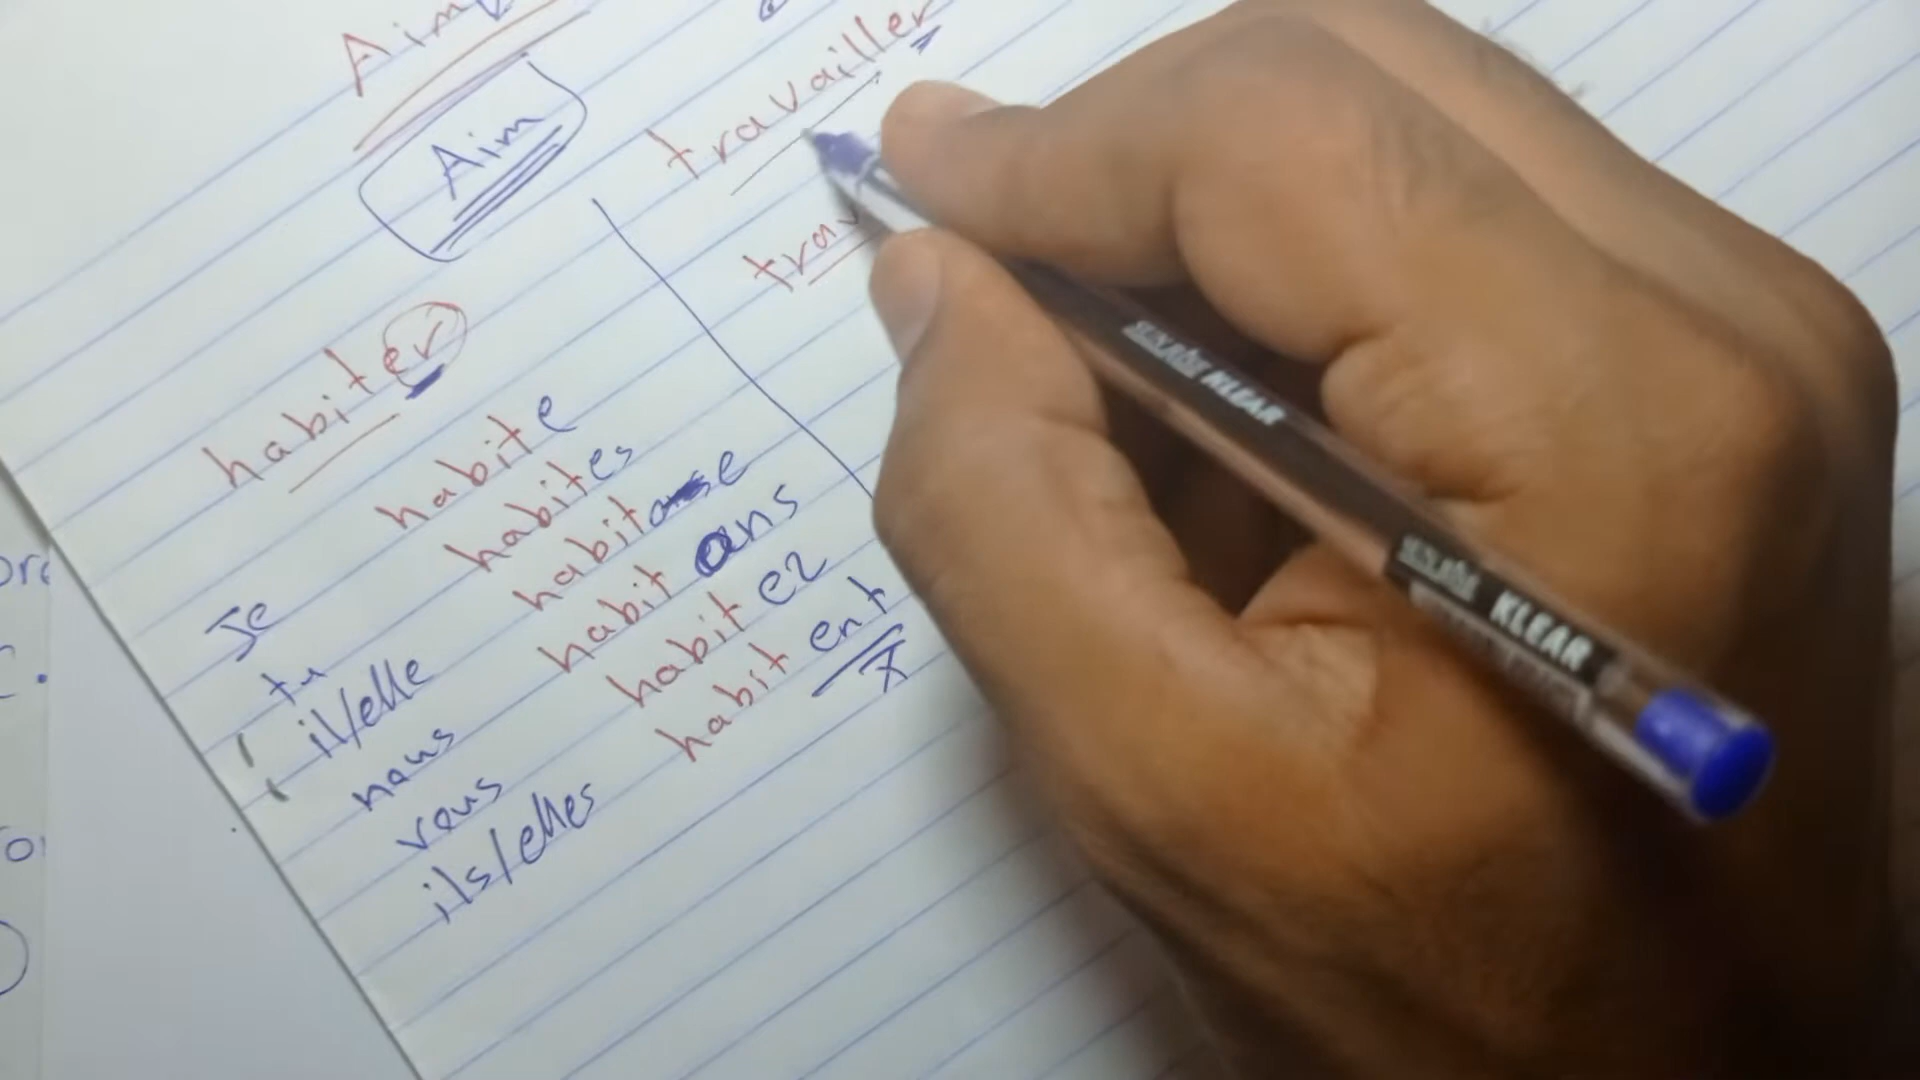 Aim
Aim
travailler
trav
habiter
Je habite
tu habites
il/elle habite
nous habitons
vous habitez
ils/elles habitent
KLEAR
KLEAR